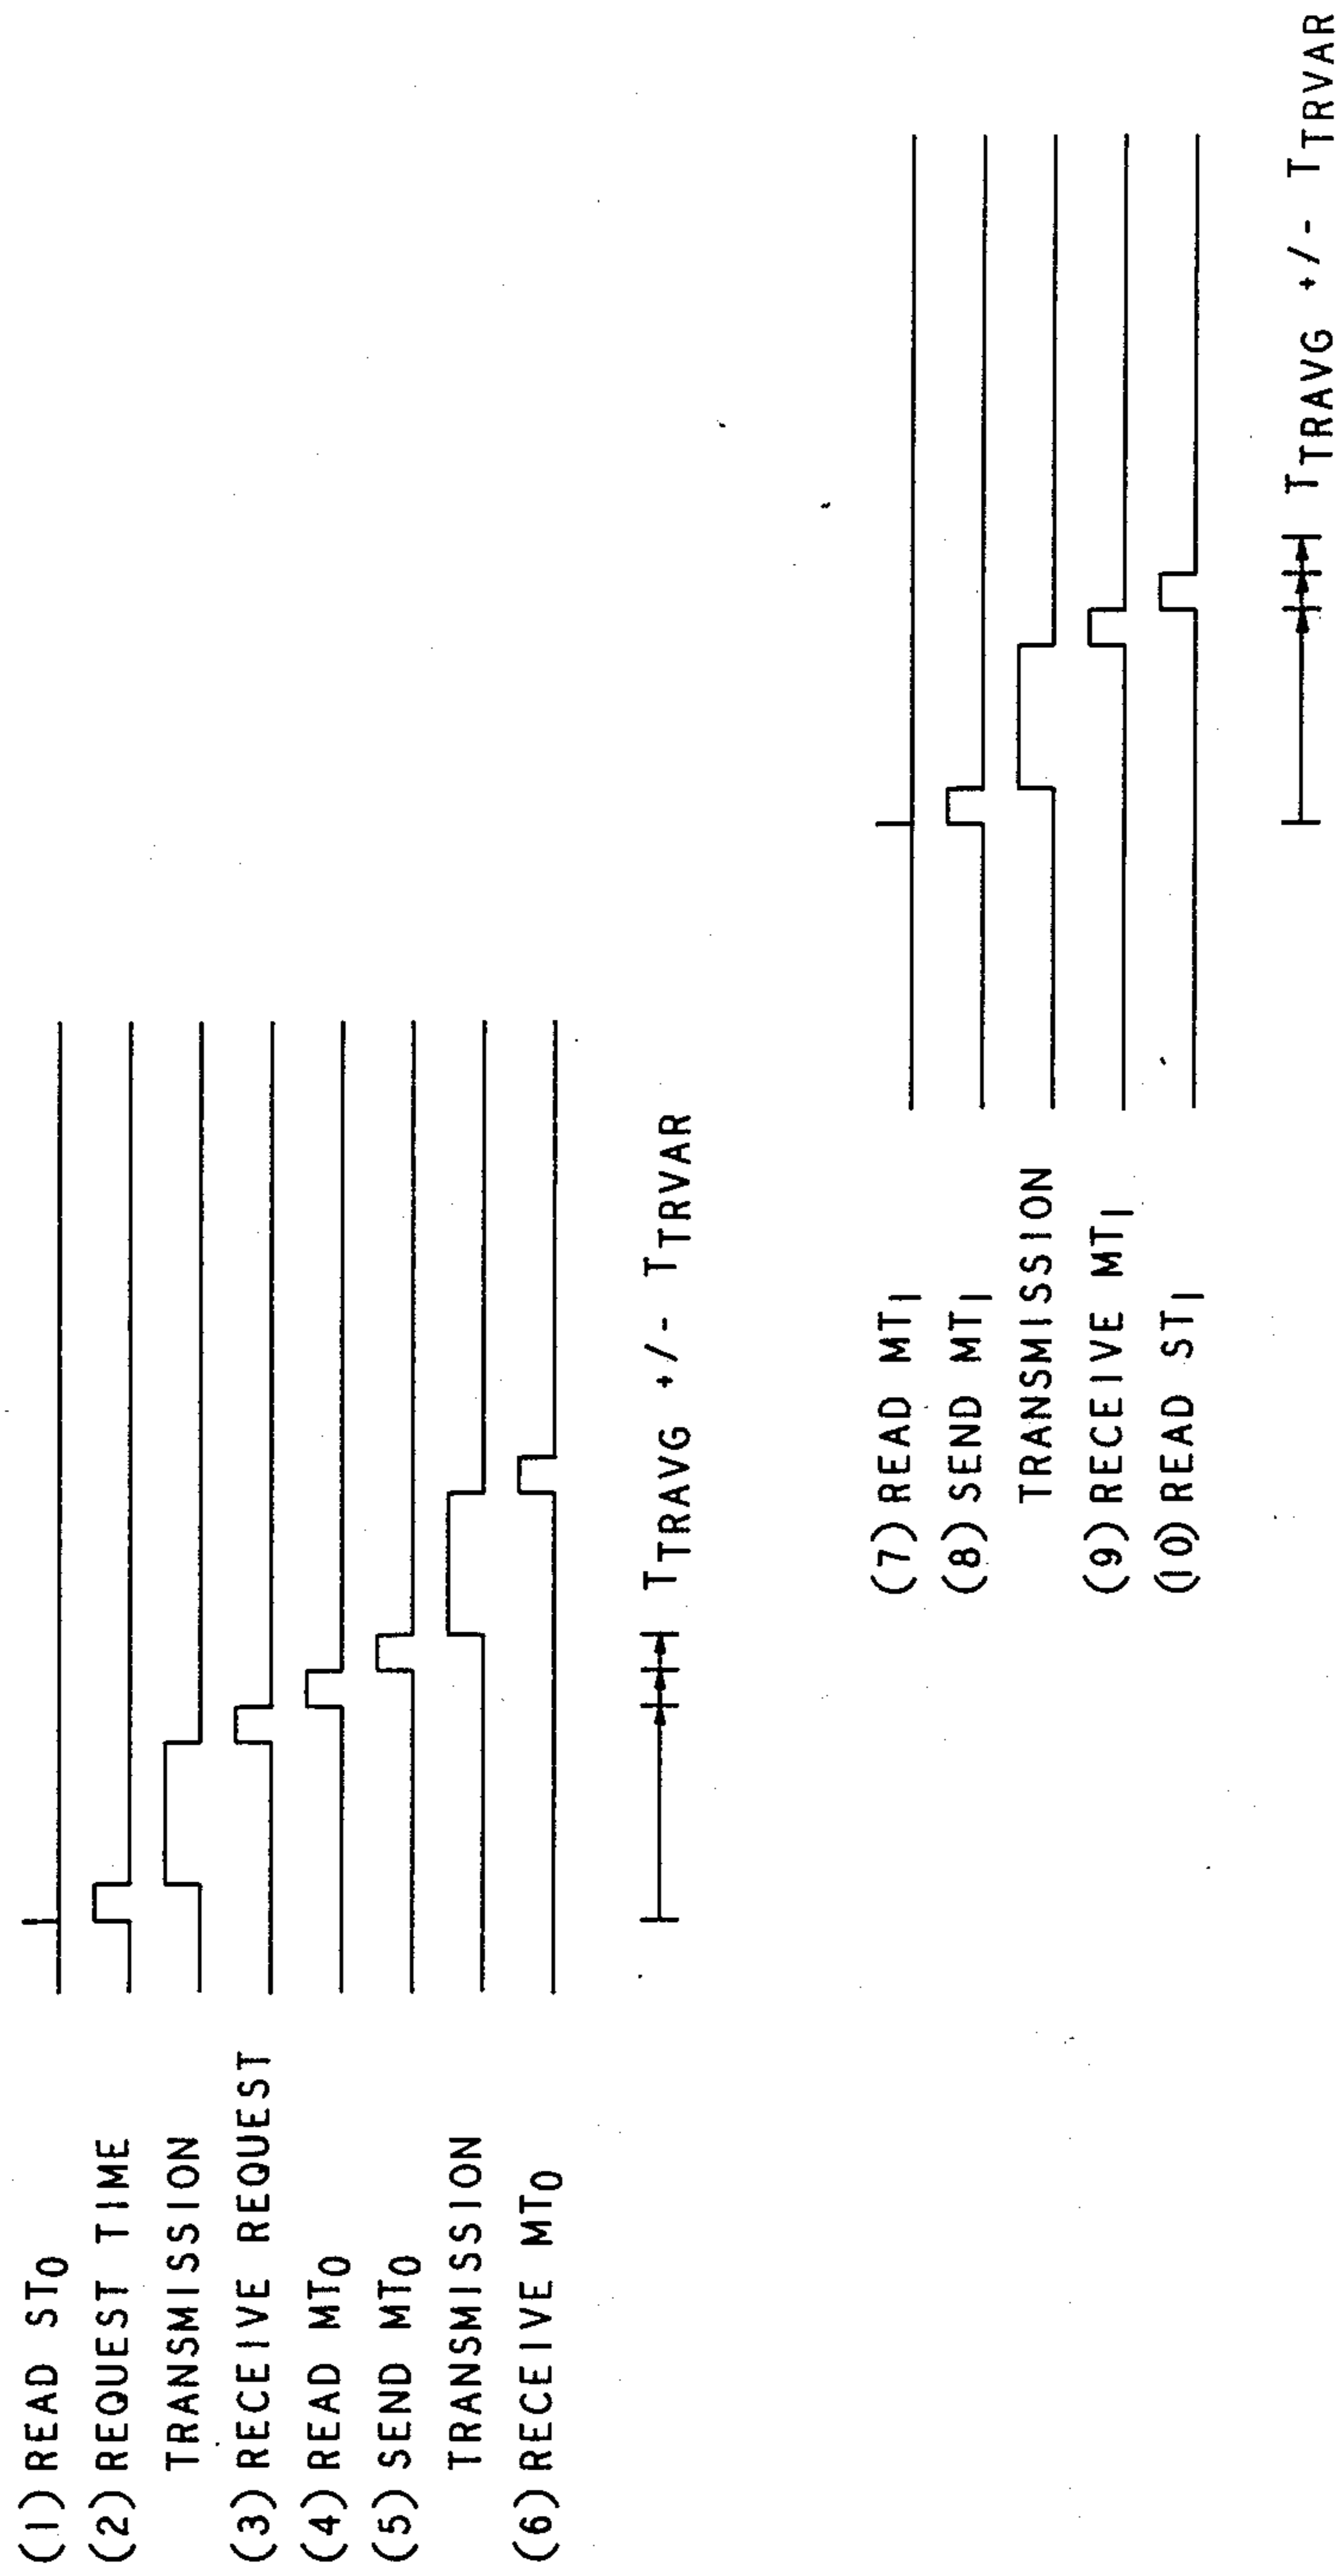 (1) READ ST0
(2) REQUEST TIME
TRANSMISSION
(3) RECEIVE REQUEST
(4) READ MT0
(5) SEND MT0
TRANSMISSION
(6) RECEIVE MT0
TTRAVG +/- TTRVAR
(7) READ MT1
(8) SEND MT1
TRANSMISSION
(9) RECEIVE MT1
(10) READ ST1
TTRAVG +/- TTRVAR